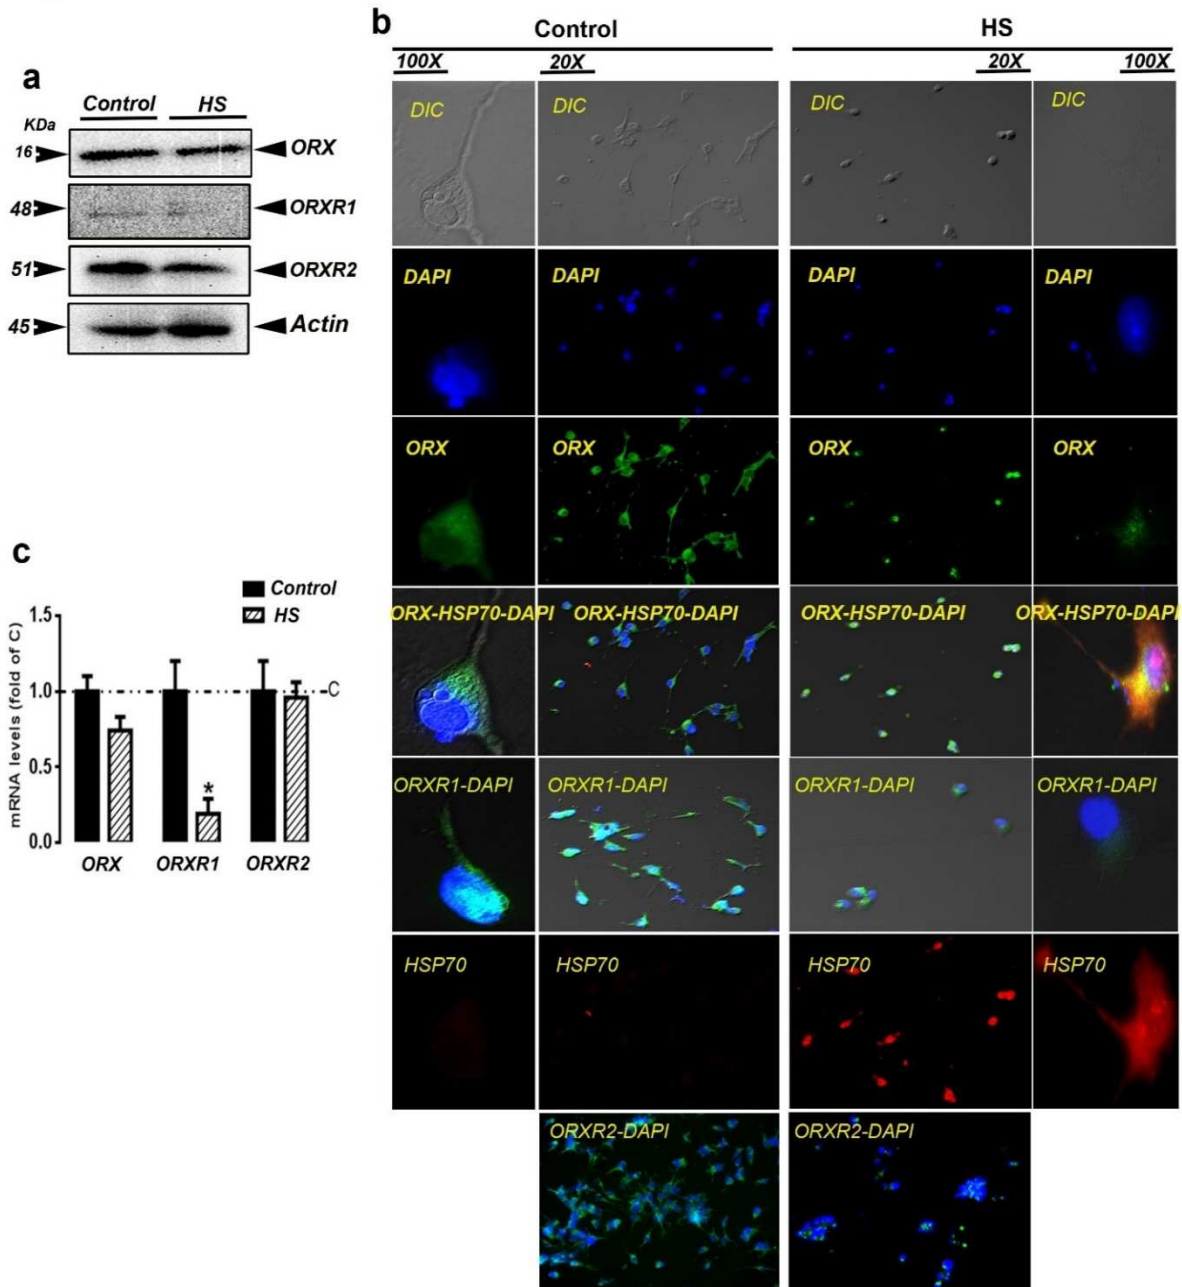 a
Control HS
KDa
16 ORX
48 ORXR1
51 ORXR2
45 Actin
b
Control HS
100X 20X 20X 100X
DIC DIC DIC DIC
DAPI DAPI DAPI DAPI
ORX ORX ORX ORX
ORX-HSP70-DAPI ORX-HSP70-DAPI ORX-HSP70-DAPI ORX-HSP70-DAPI
ORXR1-DAPI ORXR1-DAPI ORXR1-DAPI ORXR1-DAPI
HSP70 HSP70 HSP70 HSP70
ORXR2-DAPI ORXR2-DAPI
c
Control
HS
mRNA levels (fold of C)
1.5
1.0 C
0.5
*
0.0
ORX ORXR1 ORXR2